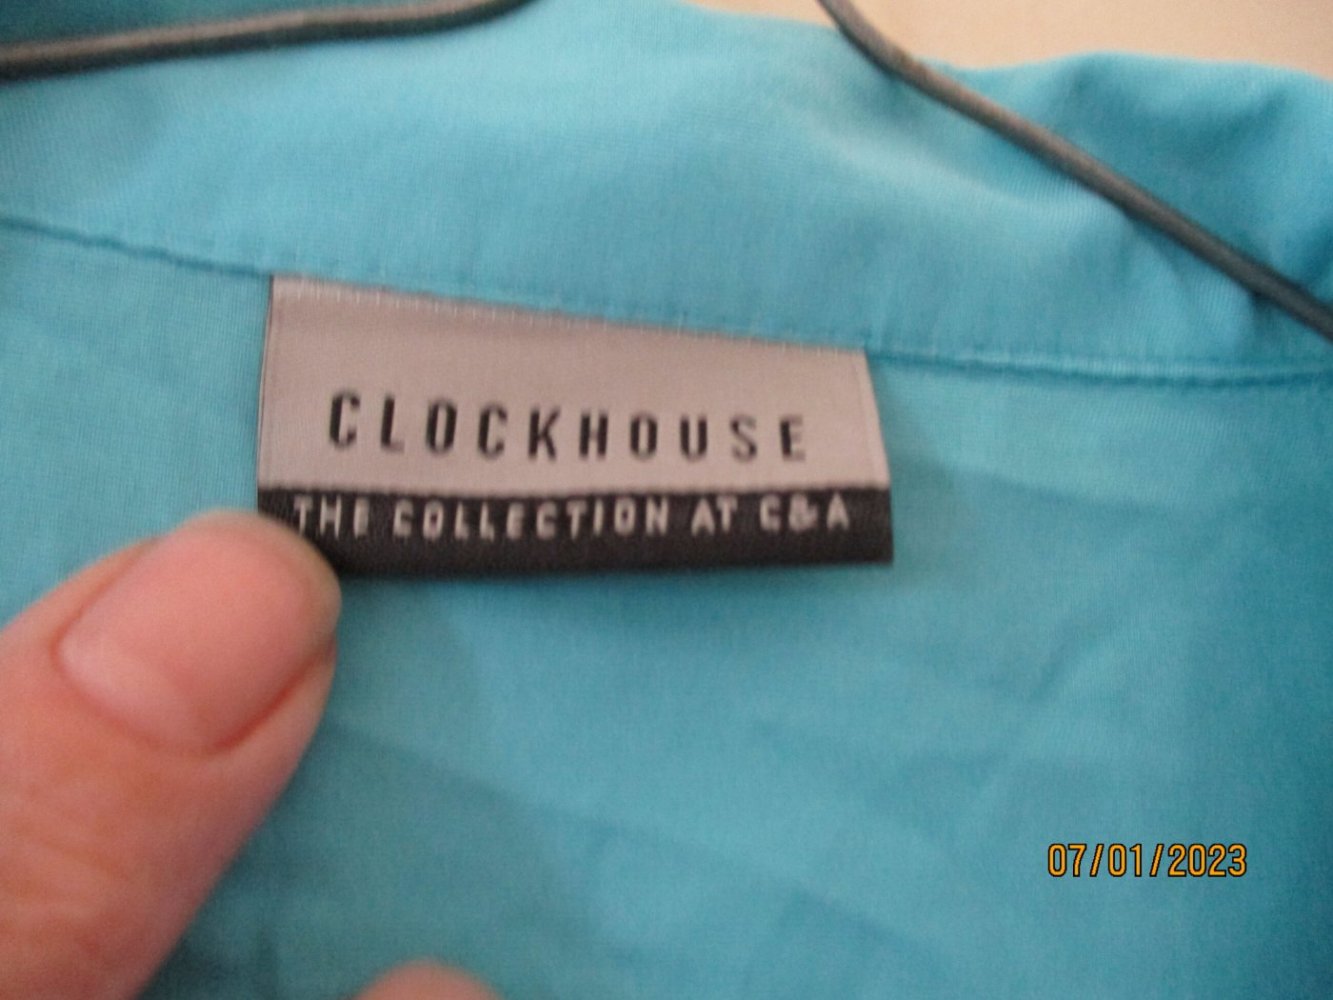 CLOCKHOUSE
THE COLLECTION AT C&A
07/01/2023